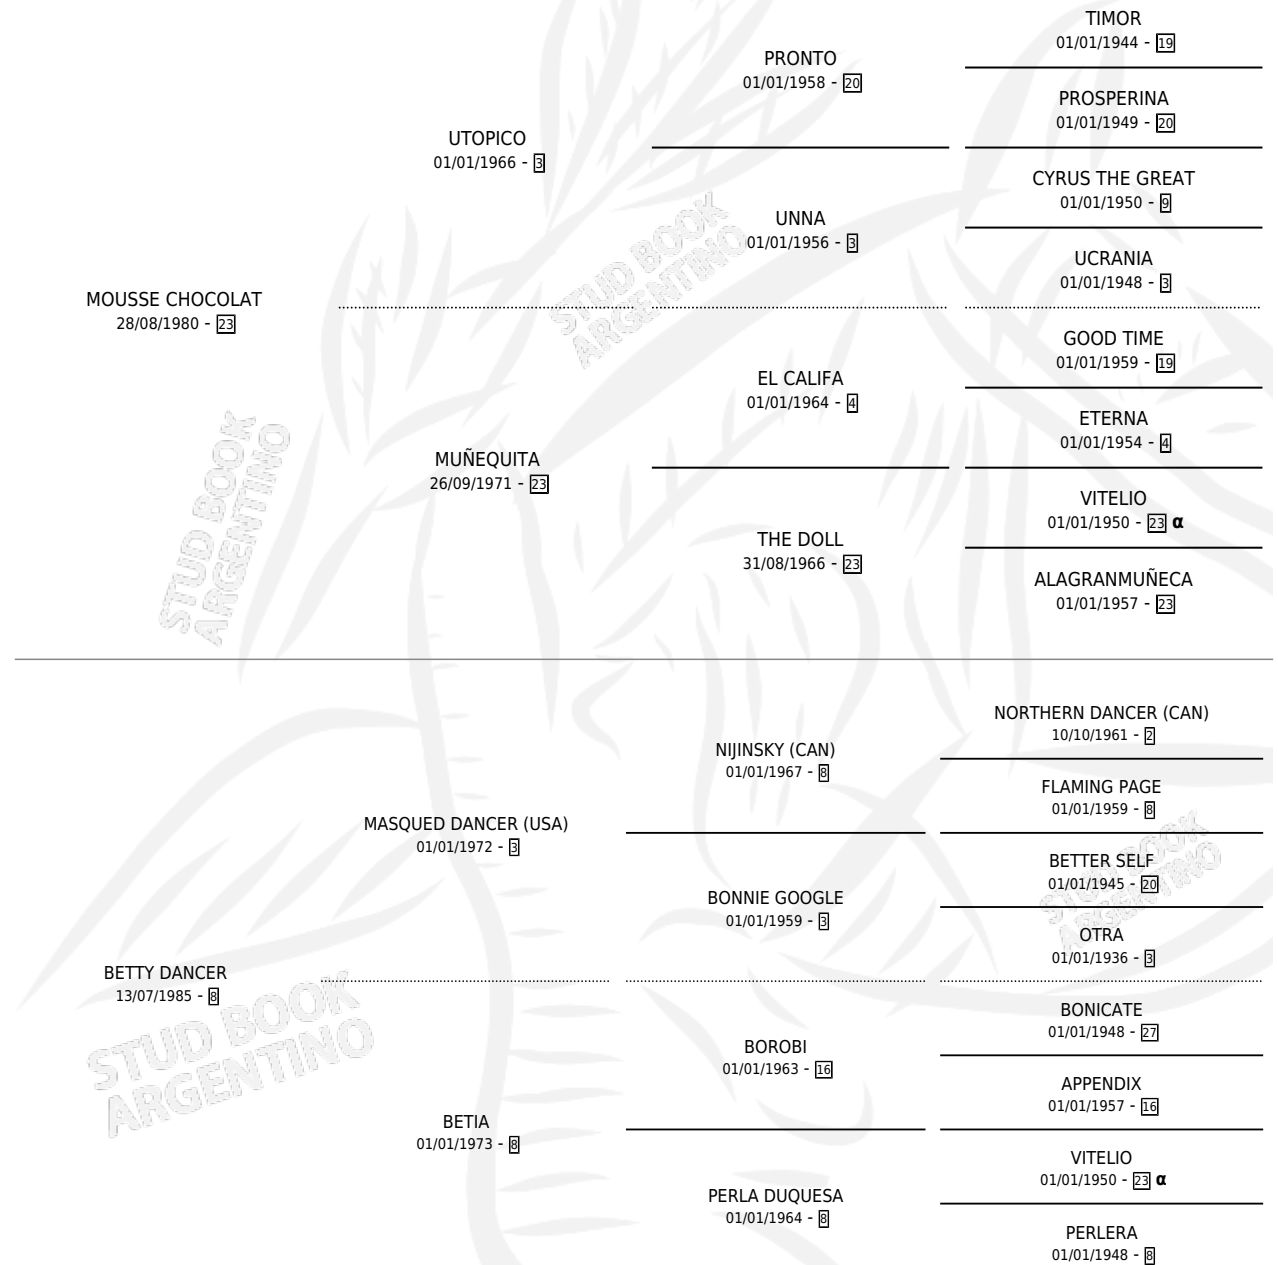 TIMOR
01/01/1944 - 19
PRONTO
01/01/1958 - 20
PROSPERINA
01/01/1949 - 20
UTOPICO
01/01/1966 - 3
CYRUS THE GREAT
01/01/1950 - 9
UNNA
01/01/1956 - 3
UCRANIA
01/01/1948 - 3
MOUSSE CHOCOLAT
28/08/1980 - 23
GOOD TIME
01/01/1959 - 19
EL CALIFA
01/01/1964 - 4
ETERNA
01/01/1954 - 4
MUÑEQUITA
26/09/1971 - 23
VITELIO
01/01/1950 - 23 α
THE DOLL
31/08/1966 - 23
ALAGRANMUÑECA
01/01/1957 - 23
STUD BOOK
ARGENTINO
STUD BOOK
ARGENTINO
NORTHERN DANCER (CAN)
10/10/1961 - 2
NIJINSKY (CAN)
01/01/1967 - 8
FLAMING PAGE
01/01/1959 - 8
MASQUED DANCER (USA)
01/01/1972 - 3
BETTER SELF
01/01/1945 - 20
BONNIE GOOGLE
01/01/1959 - 3
OTRA
01/01/1936 - 3
BETTY DANCER
13/07/1985 - 8
BONICATE
01/01/1948 - 27
BOROBI
01/01/1963 - 16
APPENDIX
01/01/1957 - 16
BETIA
01/01/1973 - 8
VITELIO
01/01/1950 - 23 α
PERLA DUQUESA
01/01/1964 - 8
PERLERA
01/01/1948 - 8
STUD BOOK
ARGENTINO
STUD BOOK
ARGENTINO